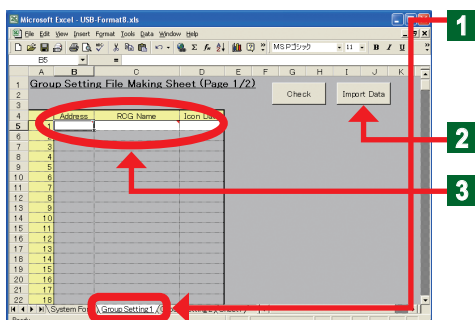 Microsoft Excel - USB-Format8.xls
File Edit View Insert Format Tools Data Window Help
MS Pゴシック 11 B I U
B5 =
A B C D E F G H I J K
1 Group Setting File Making Sheet (Page 1/2)
Check Import Data
2
3
4 Address RCG Name Icon
5 1
6
7 3
8 4
9 5
10 6
11 7
12 8
13 9
14 10
15 11
16 12
17 13
18 14
19 15
20 16
21 17
22 18
System Group Setting1
Ready
1
2
3